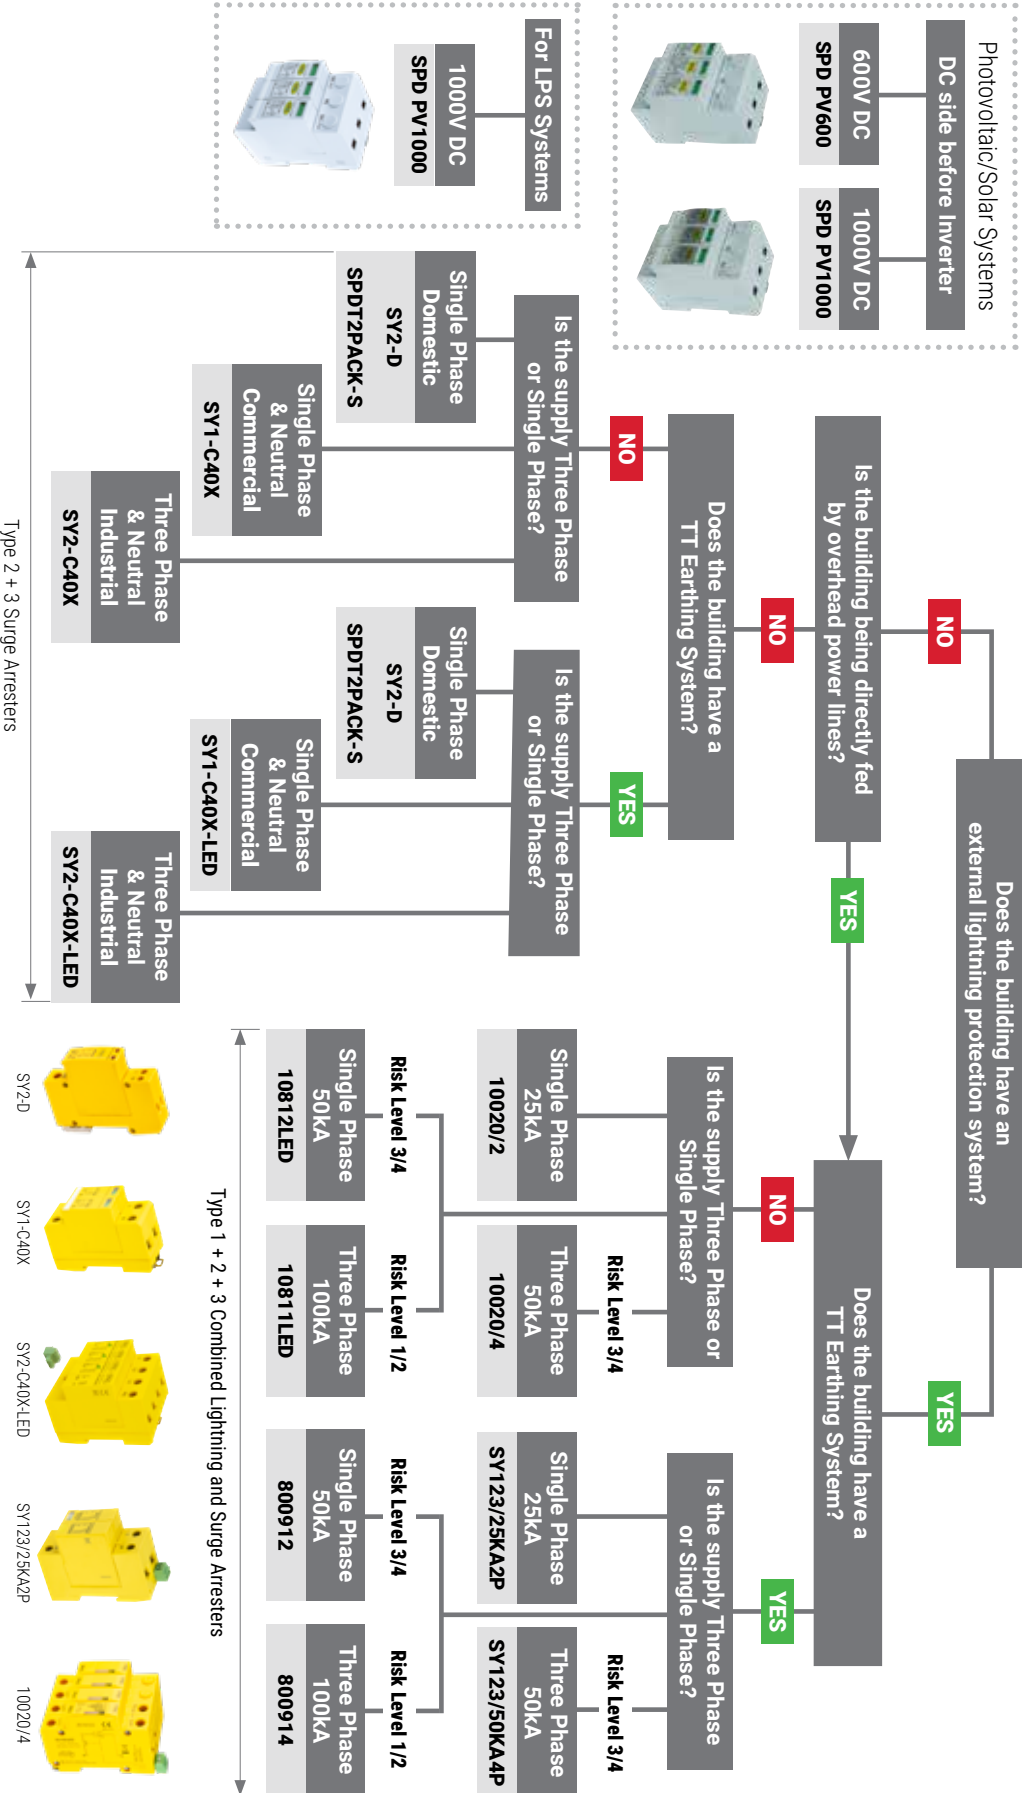 Photovoltaic/Solar Systems
DC side before Inverter
600V DC
SPD PV600
1000V DC
SPD PV1000
For LPS Systems
1000V DC
SPD PV1000
Does the building have an
external lightning protection system?
NO
YES
Is the building being directly fed
by overhead power lines?
NO
YES
Does the building have a
TT Earthing System?
NO
YES
Is the supply Three Phase
or Single Phase?
Single Phase
Domestic
SY2-D
SPDT2PACK-S
Single Phase
& Neutral
Commercial
SY1-C40X
Three Phase
& Neutral
Industrial
SY2-C40X
Is the supply Three Phase
or Single Phase?
Single Phase
Domestic
SY2-D
SPDT2PACK-S
Single Phase
& Neutral
Commercial
SY1-C40X-LED
Three Phase
& Neutral
Industrial
SY2-C40X-LED
Type 2 + 3 Surge Arresters
Does the building have a
TT Earthing System?
NO
YES
Is the supply Three Phase or
Single Phase?
Single Phase
25kA
10020/2
Risk Level 3/4
Three Phase
50kA
10020/4
Risk Level 3/4
Single Phase
50kA
10812LED
Risk Level 1/2
Three Phase
100kA
10811LED
Is the supply Three Phase
or Single Phase?
Single Phase
25kA
SY123/25KA2P
Risk Level 3/4
Three Phase
50kA
SY123/50KA4P
Risk Level 3/4
Single Phase
50kA
800912
Risk Level 1/2
Three Phase
100kA
800914
Type 1 + 2 + 3 Combined Lightning and Surge Arresters
SY2-D
SY1-C40X
SY2-C40X-LED
SY123/25KA2P
10020/4